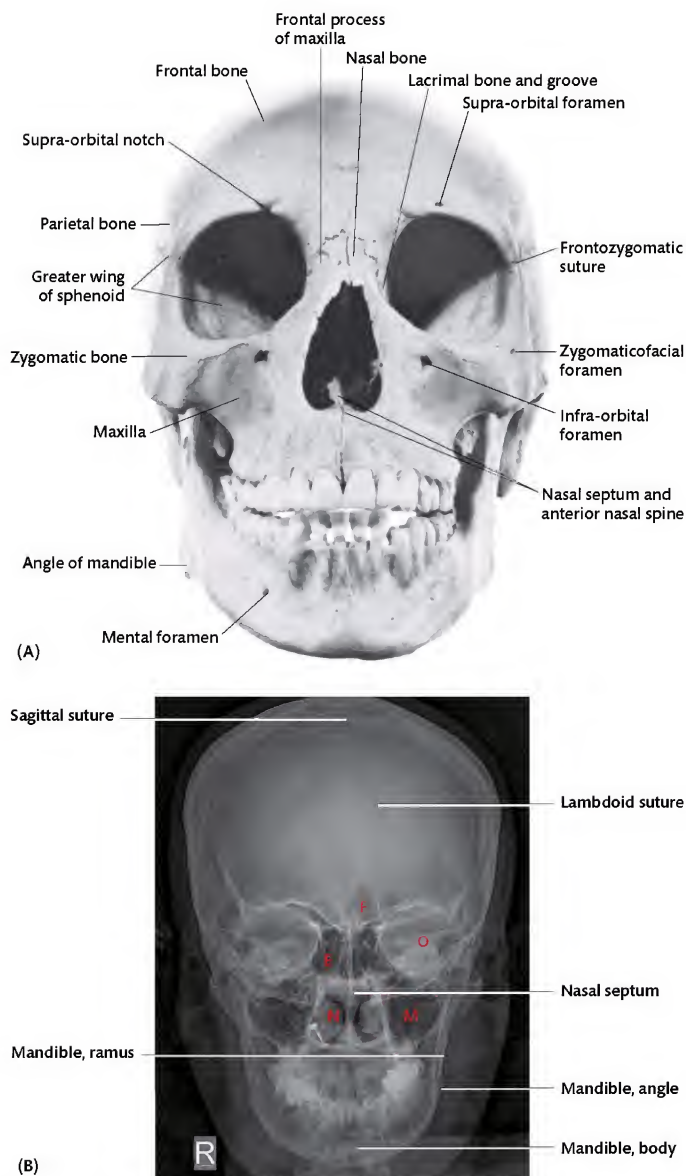 Frontal process
of maxilla
Nasal bone
Frontal bone
Lacrimal bone and groove
Supra-orbital foramen
Supra-orbital notch
Parietal bone
Frontozygomatic
suture
Greater wing
of sphenoid
Zygomatic bone
Zygomaticofacial
foramen
Maxilla
Infra-orbital
foramen
Nasal septum and
anterior nasal spine
Angle of mandible
Mental foramen
(A)
Sagittal suture
Lambdoid suture
F
O
E
Nasal septum
N
M
Mandible, ramus
Mandible, angle
Mandible, body
R
(B)